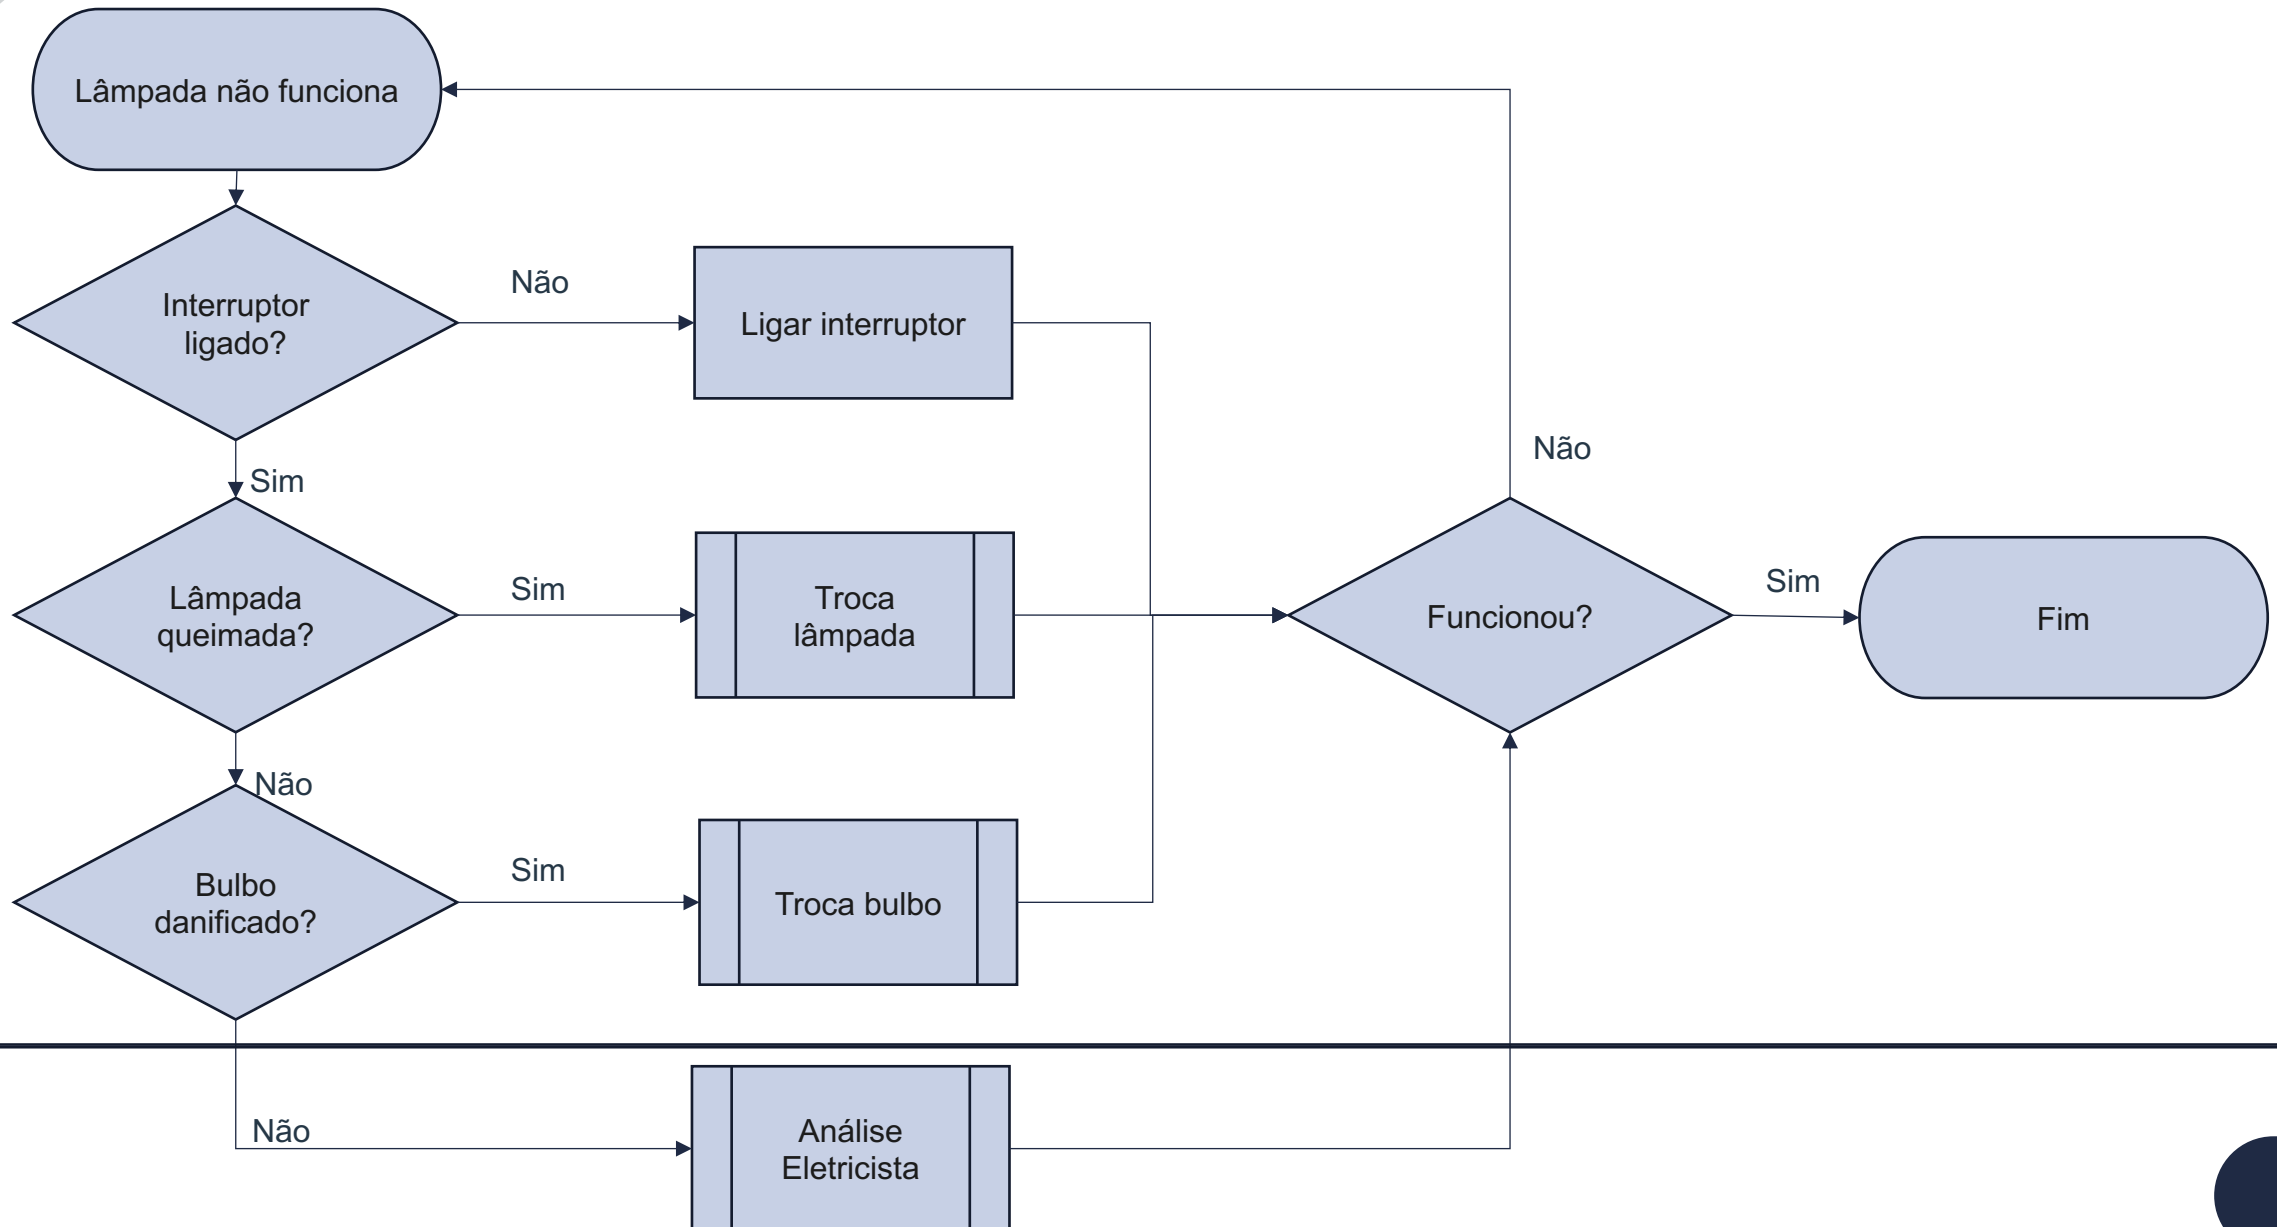 Lâmpada não funciona
Interruptor
ligado?
Não
Ligar interruptor
Sim
Lâmpada
queimada?
Sim
Troca
lâmpada
Não
Bulbo
danificado?
Sim
Troca bulbo
Não
Análise
Eletricista
Funcionou?
Não
Sim
Fim